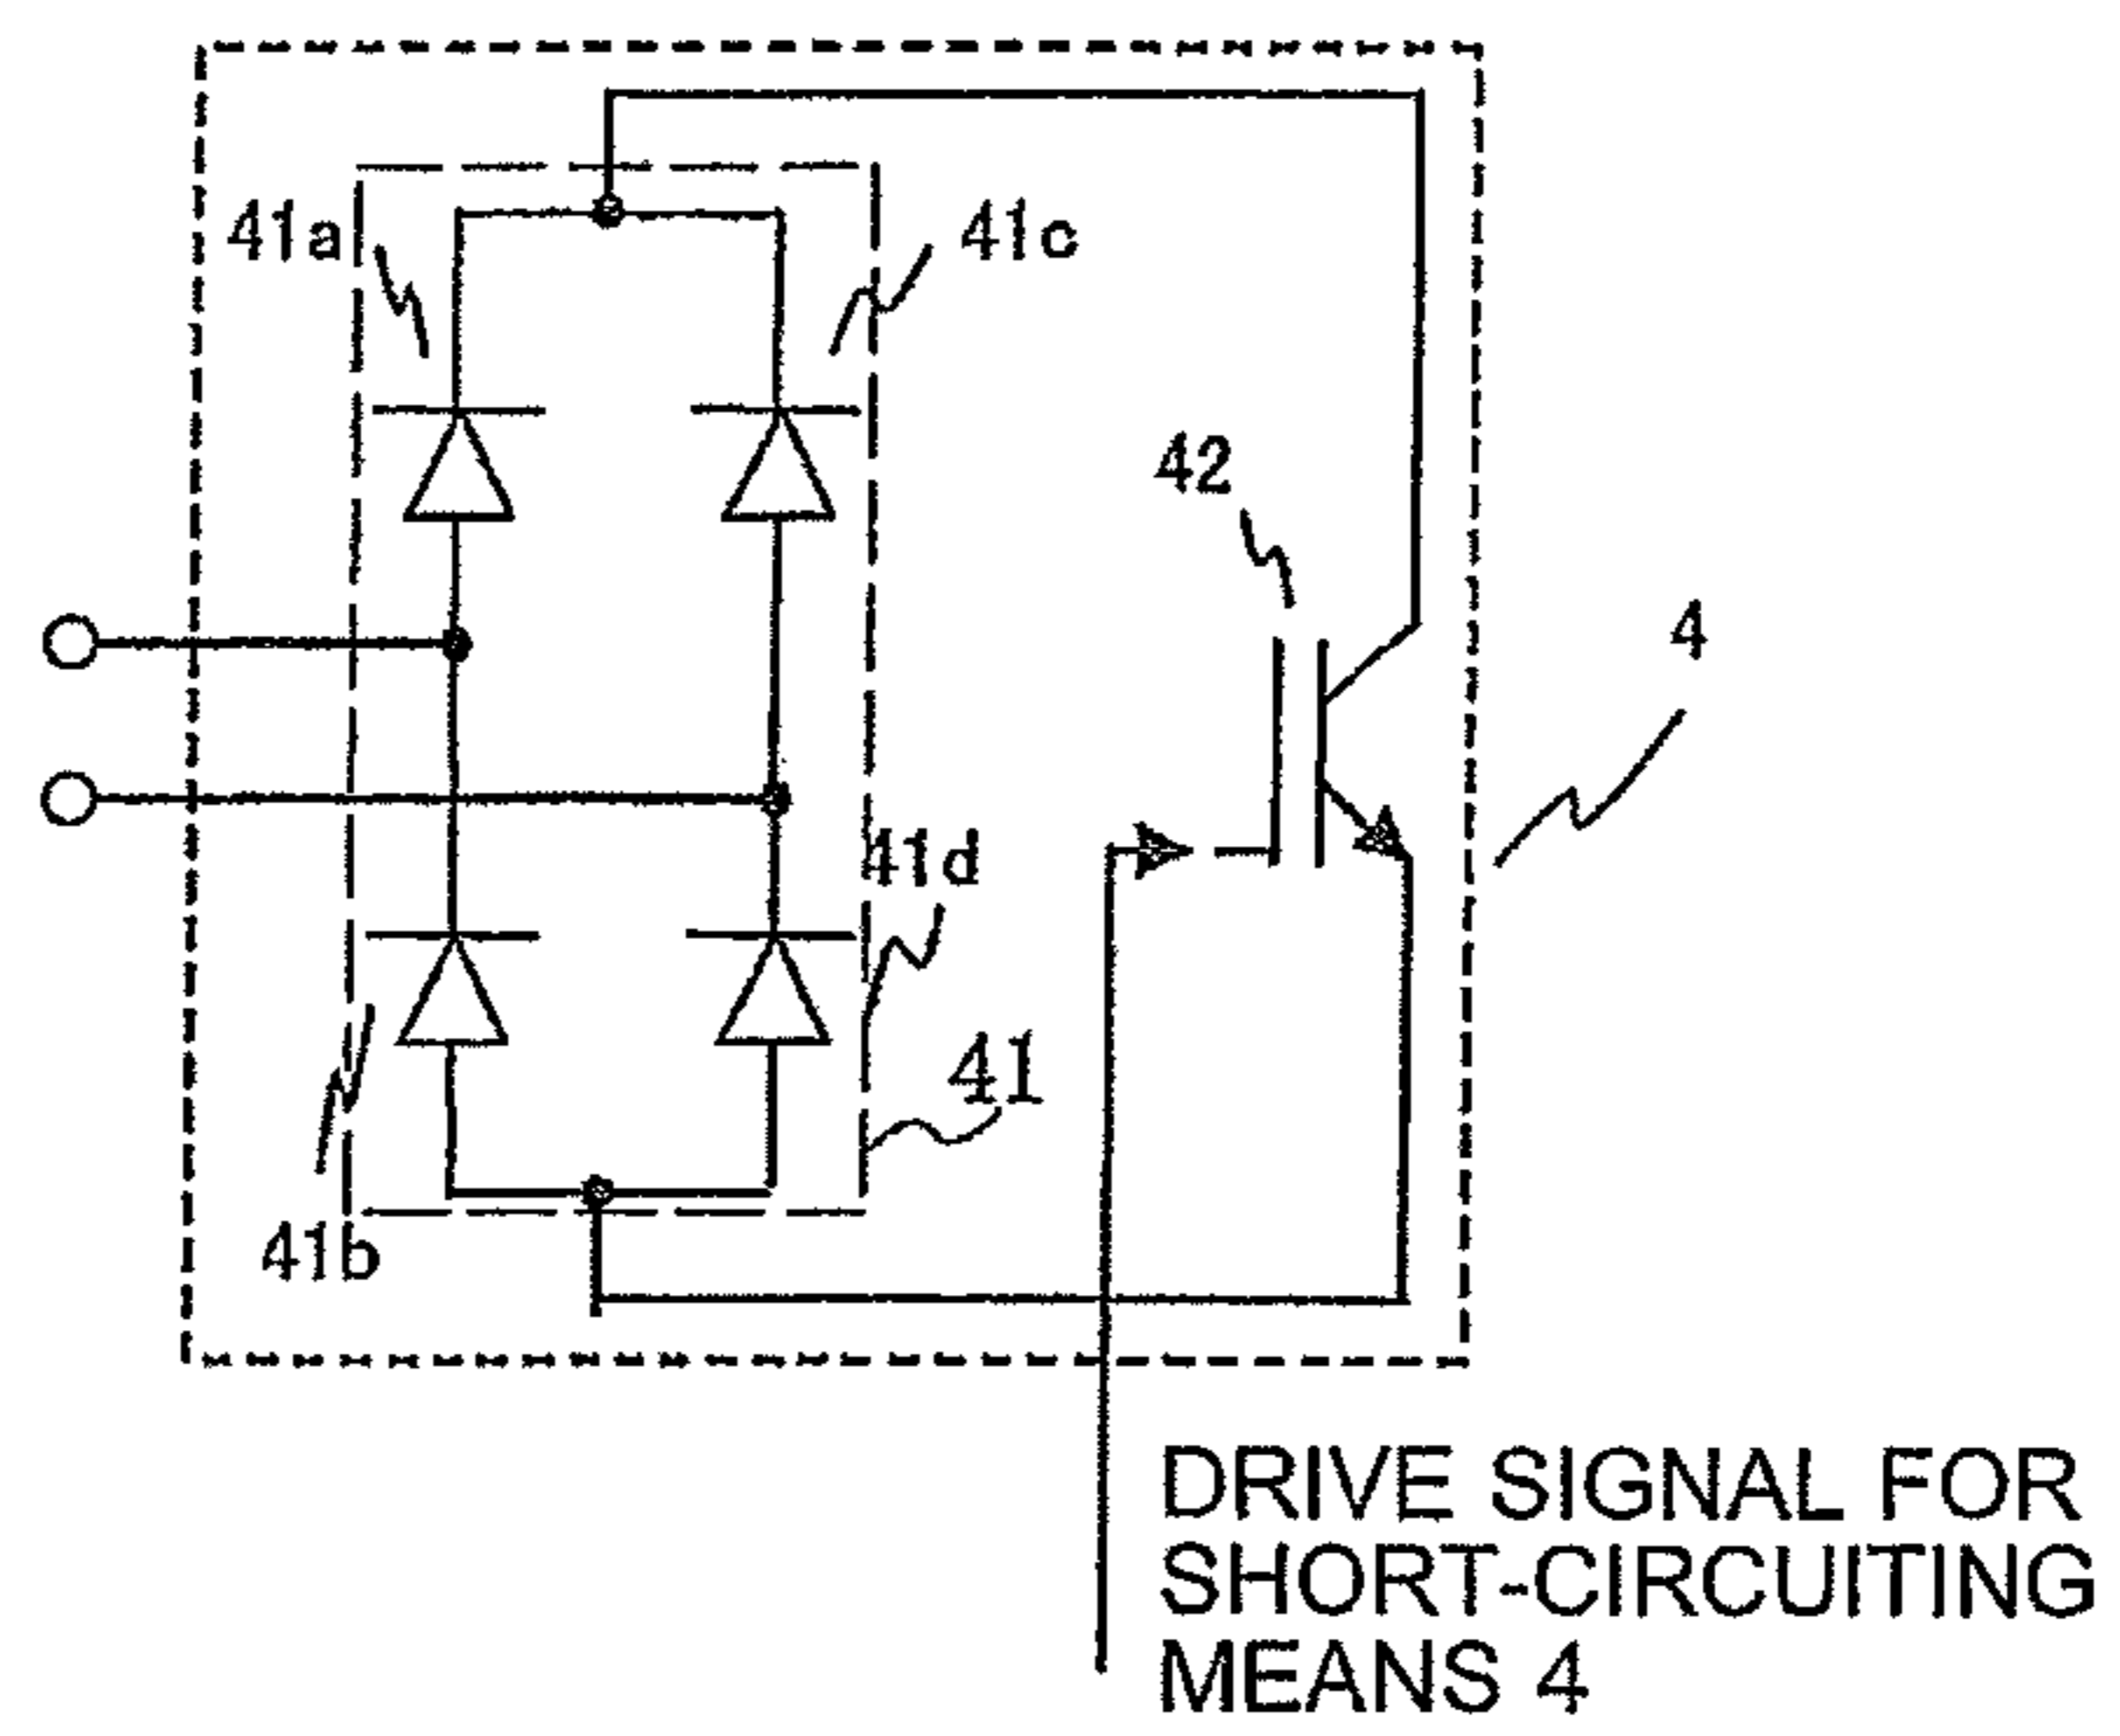 41a
41c
42
4
41d
41
41b
DRIVE SIGNAL FOR
SHORT-CIRCUITING
MEANS 4